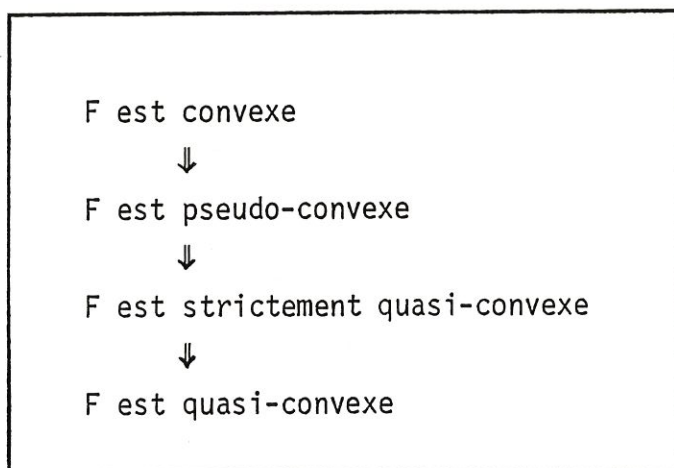 F est convexe
⇓
F est pseudo-convexe
⇓
F est strictement quasi-convexe
⇓
F est quasi-convexe